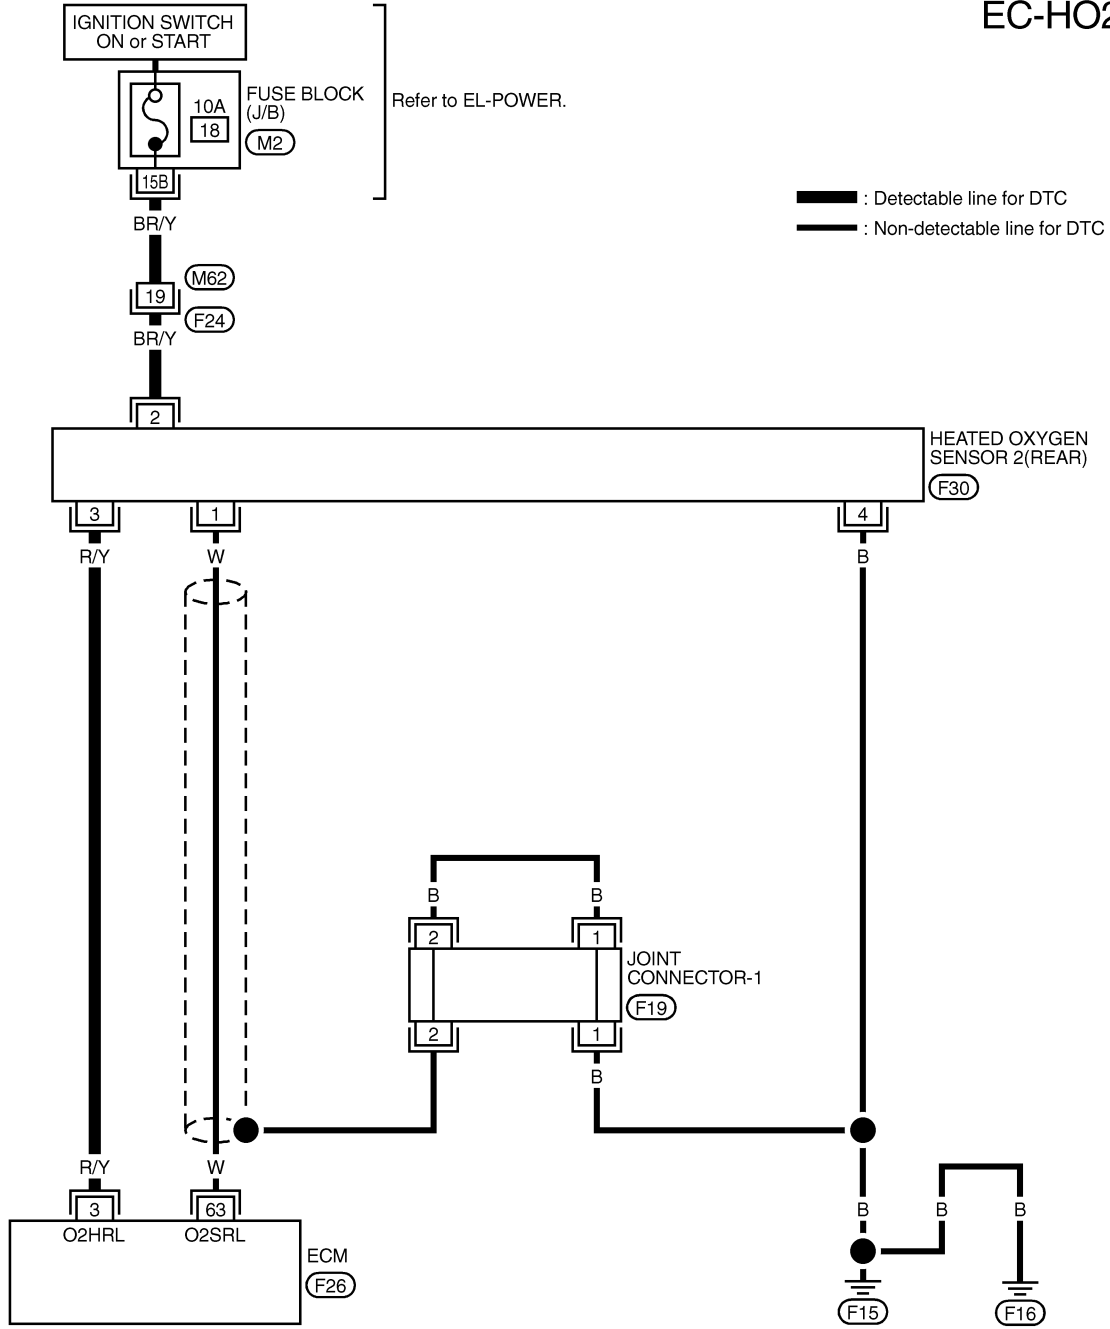 EC-HO2
IGNITION SWITCH
ON or START
FUSE BLOCK
(J/B)
10A
18
M2
Refer to EL-POWER.
15B
: Detectable line for DTC
: Non-detectable line for DTC
BR/Y
M62
19
F24
BR/Y
2
HEATED OXYGEN
SENSOR 2(REAR)
F30
3
1
4
R/Y
W
B
B
B
2
1
JOINT
CONNECTOR-1
F19
2
1
B
R/Y
W
3
63
O2HRL
O2SRL
ECM
F26
B
B
B
F15
F16